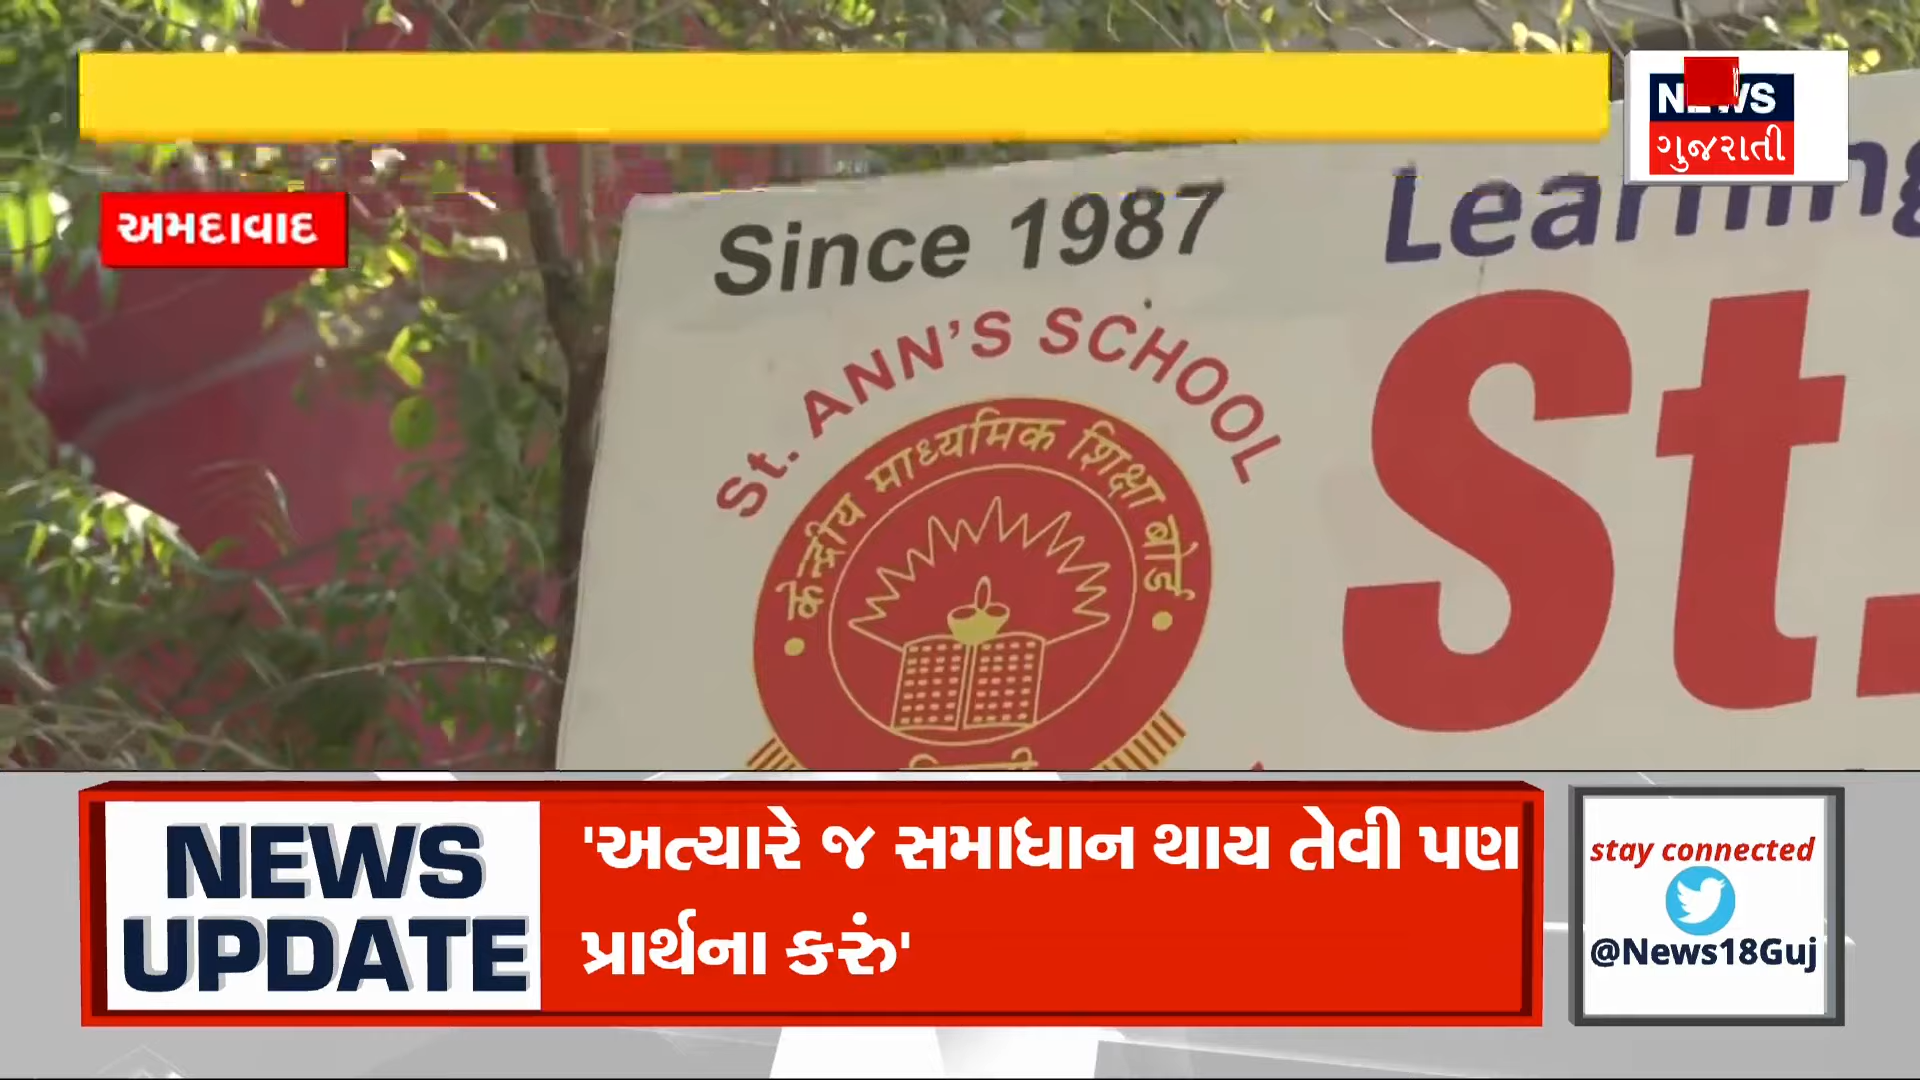 NEWS
ગુજરાતી
અમદાવાદ
Since 1987
Learning
St. ANN'S SCHOOL
केन्द्रीय माध्यमिक शिक्षा बोर्ड
St.
NEWS
UPDATE
'અત્યારે જ સમાધાન થાય તેવી પણ
પ્રાર્થના કરું'
stay connected
@News18Guj